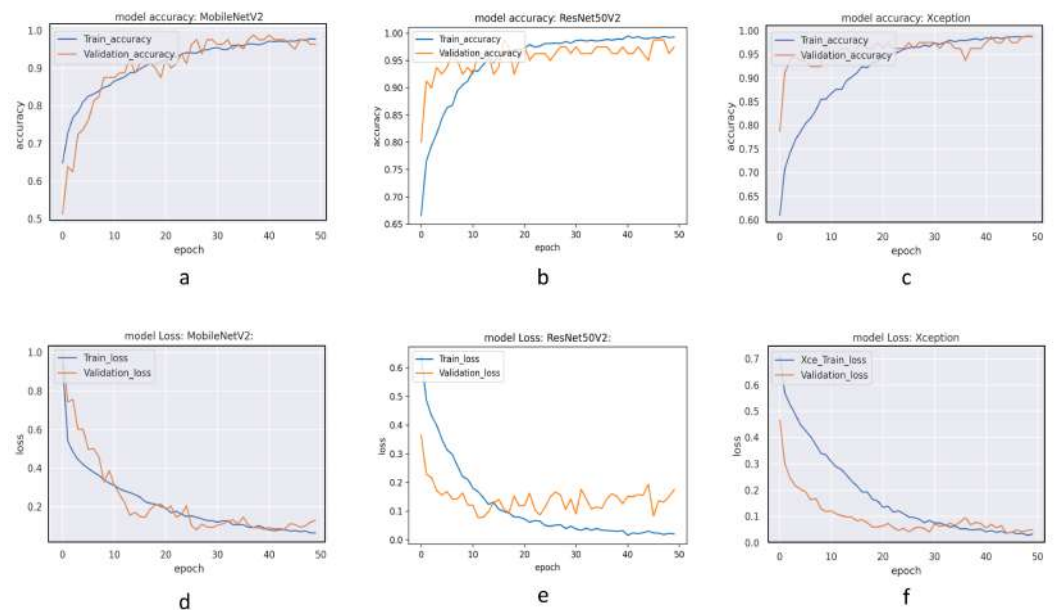 model accuracy: MobileNetV2
1.0
0.9
0.8
0.7
0.6
0.5
accuracy
Train_accuracy
Validation_accuracy
0 10 20 30 40 50
epoch
a
model accuracy: ResNet50V2
1.00
0.95
0.90
0.85
0.80
0.75
0.70
0.65
accuracy
Train_accuracy
Validation_accuracy
0 10 20 30 40 50
epoch
b
model accuracy: Xception
1.00
0.95
0.90
0.85
0.80
0.75
0.70
0.65
0.60
accuracy
Train_accuracy
Validation_accuracy
0 10 20 30 40 50
epoch
c
model Loss: MobileNetV2:
1.0
0.8
0.6
0.4
0.2
loss
Train_loss
Validation_loss
0 10 20 30 40 50
epoch
d
model Loss: ResNet50V2:
0.6
0.5
0.4
0.3
0.2
0.1
0.0
loss
Train_loss
Validation_loss
0 10 20 30 40 50
epoch
e
model Loss: Xception
0.7
0.6
0.5
0.4
0.3
0.2
0.1
0.0
loss
Xce_Train_loss
Validation_loss
0 10 20 30 40 50
epoch
f